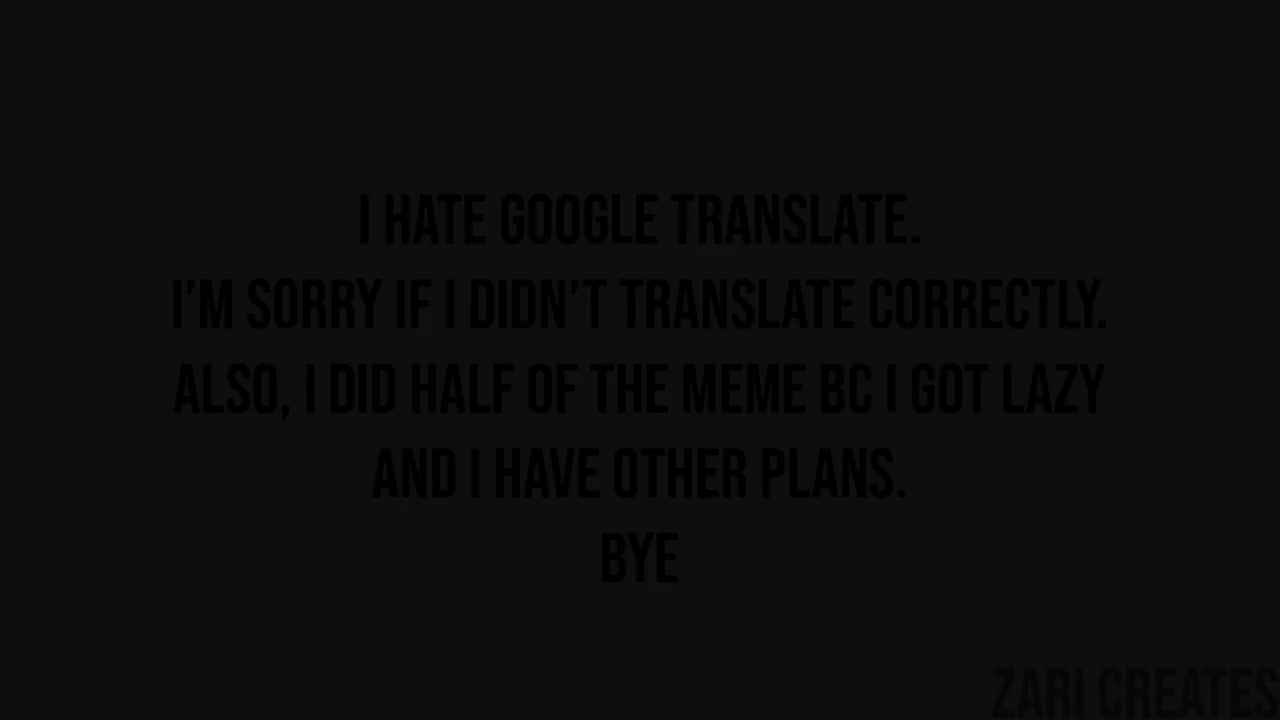 I HATE GOOGLE TRANSLATE.
I'M SORRY IF I DIDN'T TRANSLATE CORRECTLY.
ALSO, I DID HALF OF THE MEME BC I GOT LAZY
AND I HAVE OTHER PLANS.
BYE
ZARI CREATES